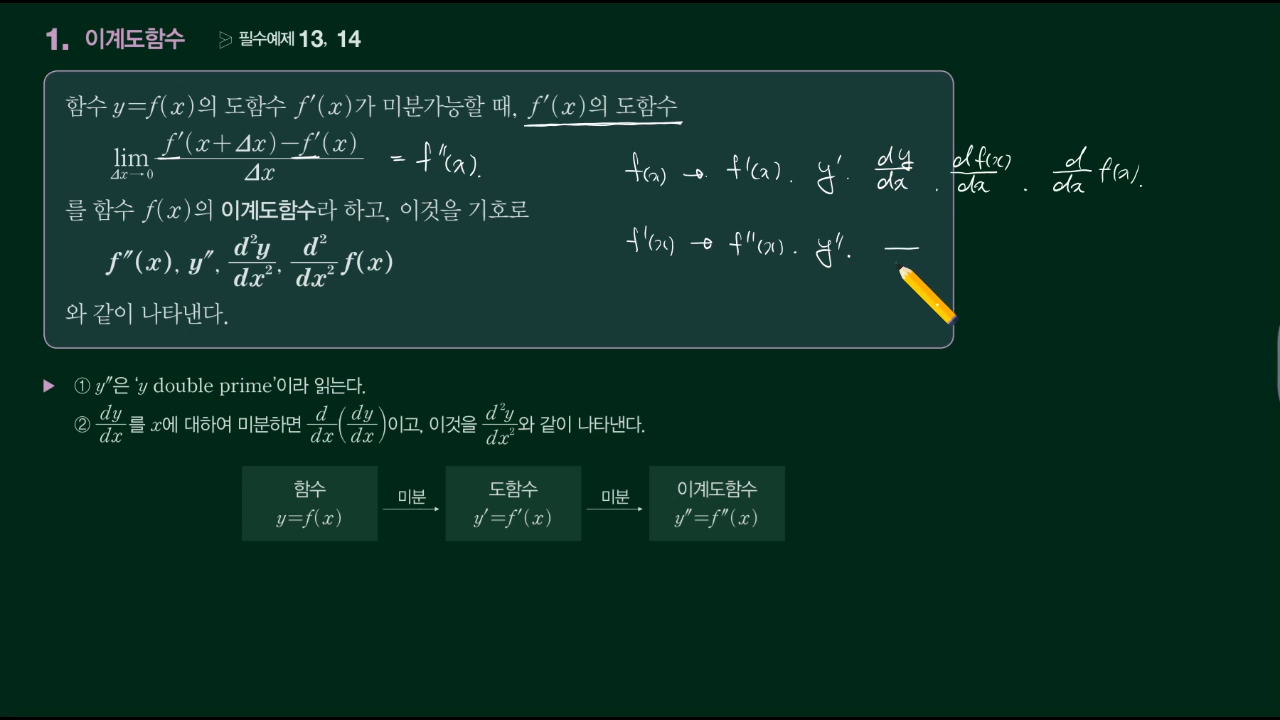 1. 이계도함수 ▷ 필수예제 13, 14
함수 y=f(x)의 도함수 f′(x)가 미분가능할 때, f′(x)의 도함수
lim Δx→0 (f′(x+Δx)−f′(x))/Δx = f″(x).
f(x) → f′(x). y′. dy/dx. df(x)/dx. d/dx f(x).
를 함수 f(x)의 이계도함수라 하고, 이것을 기호로
f′(x) → f″(x). y″.
f″(x), y″, d²y/dx², d²/dx² f(x)
와 같이 나타낸다.
▶ ① y″은 ‘y double prime’이라 읽는다.
② dy/dx를 x에 대하여 미분하면 d/dx(dy/dx)이고, 이것을 d²y/dx²와 같이 나타낸다.
함수 미분 도함수 미분 이계도함수
y=f(x) → y′=f′(x) → y″=f″(x)